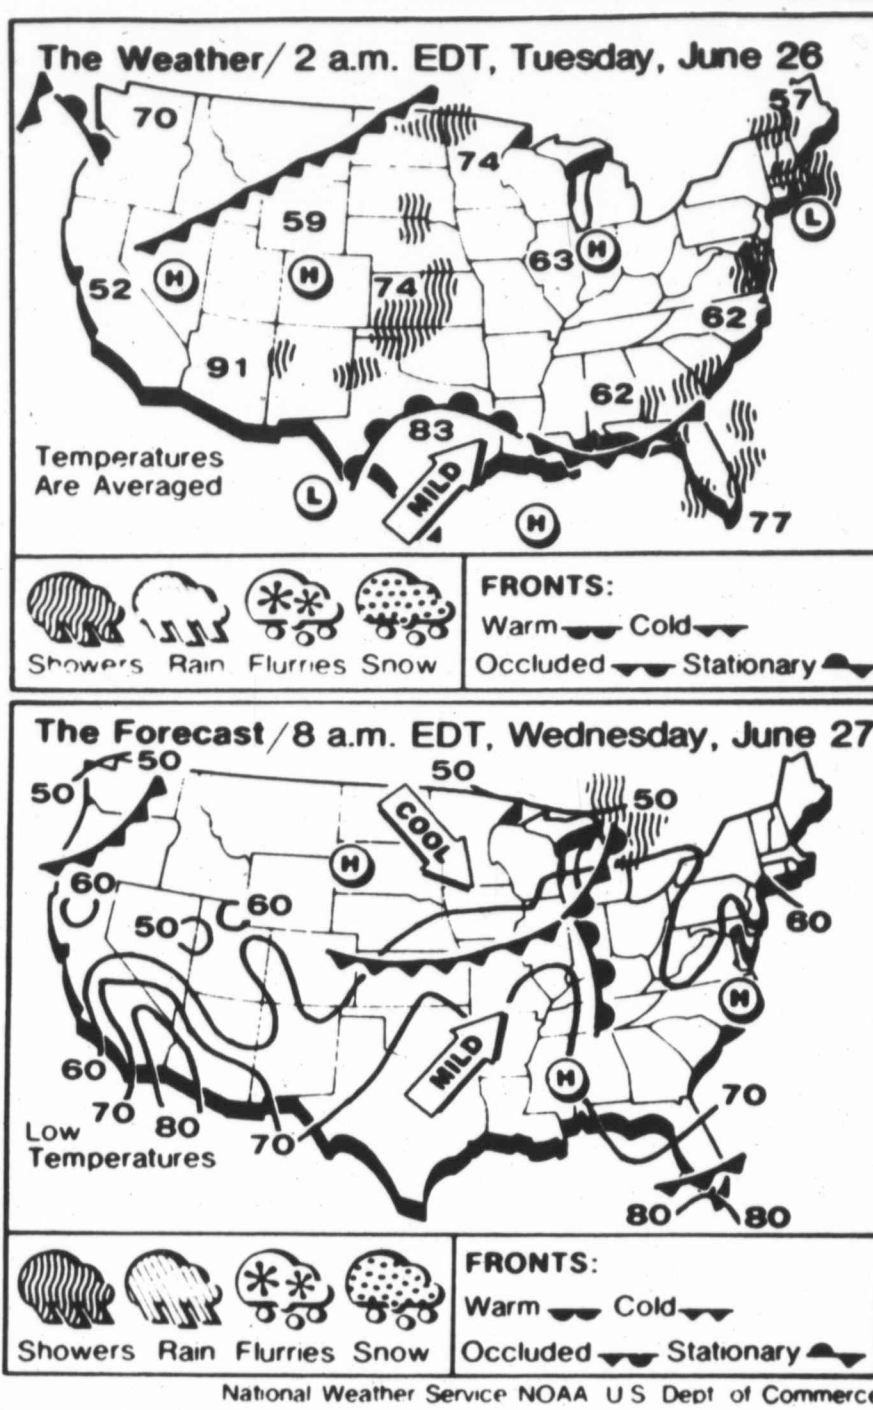 The Weather/2 a.m. EDT, Tuesday, June 26
57
70
74
L
59
H
63
H
H
52
74
62
91
62
83
Temperatures
Are Averaged
MILD
L
H
77
FRONTS:
Warm Cold
Showers Rain Flurries Snow
Occluded Stationary
The Forecast/8 a.m. EDT, Wednesday, June 27
50
50
50
50
COOL
H
60
60
50
60
H
MILD
H
60
70
70
80
Low
Temperatures
70
80
80
FRONTS:
Warm Cold
Showers Rain Flurries Snow
Occluded Stationary
National Weather Service NOAA U S Dept of Commerce